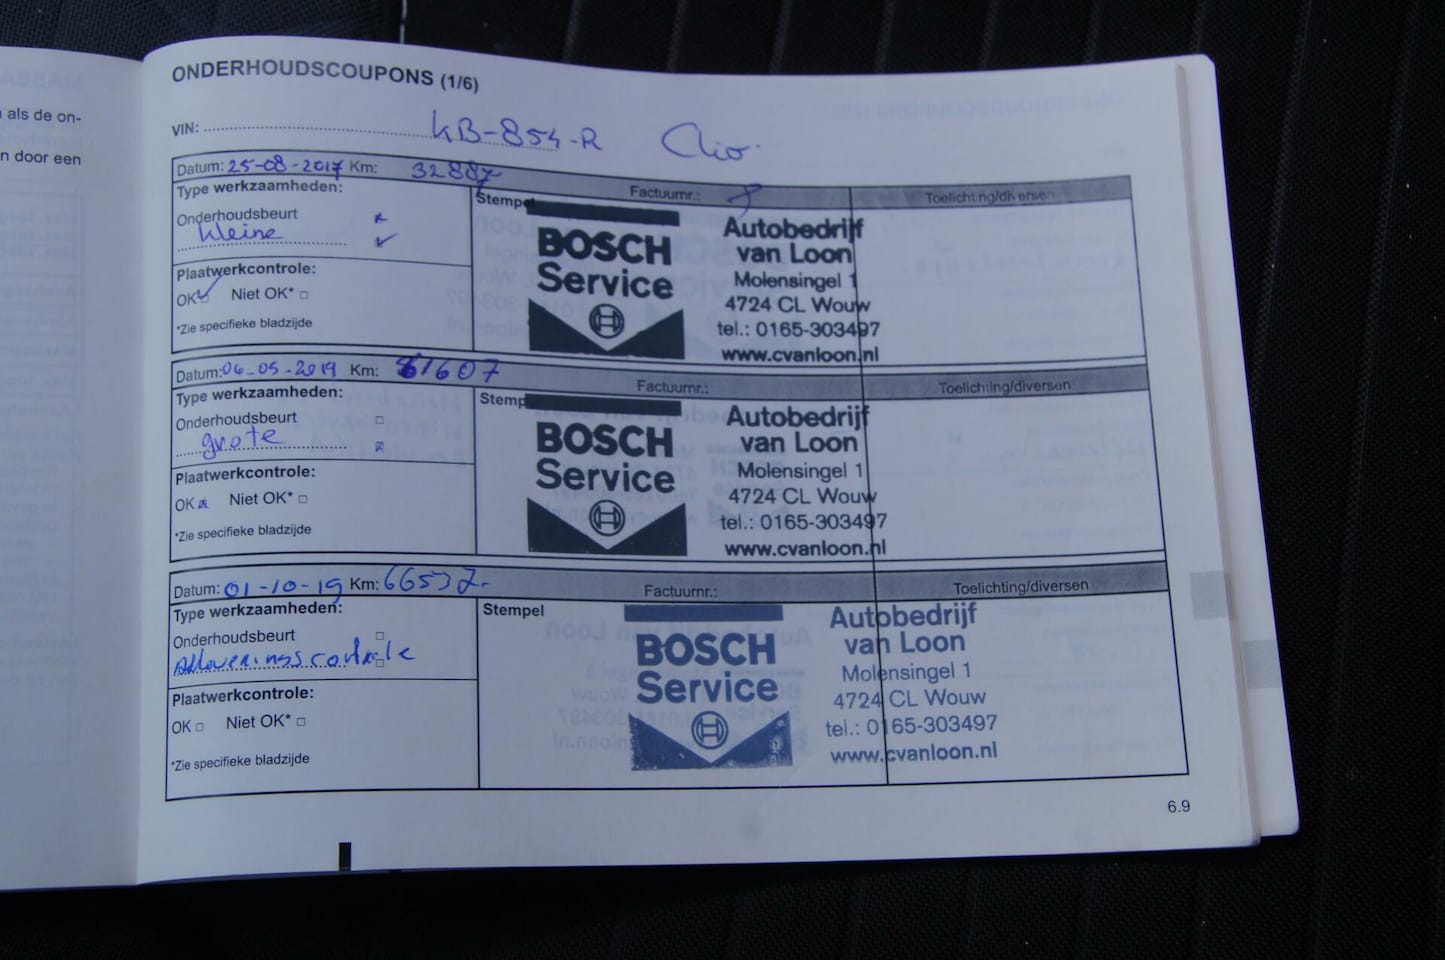 als de on-
n door een
ONDERHOUDSCOUPONS (1/6)
VIN: KB-854-R Clio
Datum: 25-08-2017 Km: 32887 Factuurnr.: Toelichting/diversen
Type werkzaamheden:
Onderhoudsbeurt
kleine
Plaatwerkcontrole:
OK Niet OK*
*Zie specifieke bladzijde
Stempel
BOSCH
Service
Autobedrijf
van Loon
Molensingel 1
4724 CL Wouw
tel.: 0165-303497
www.cvanloon.nl
Datum: 06-05-2019 Km: 61607 Factuurnr.: Toelichting/diversen
Type werkzaamheden:
Onderhoudsbeurt
grote
Plaatwerkcontrole:
OK Niet OK*
*Zie specifieke bladzijde
Stemp
BOSCH
Service
Autobedrijf
van Loon
Molensingel 1
4724 CL Wouw
tel.: 0165-303497
www.cvanloon.nl
Datum: 01-10-19 Km: 66532 Factuurnr.: Toelichting/diversen
Type werkzaamheden:
Onderhoudsbeurt
Afleveringscontrole
Plaatwerkcontrole:
OK Niet OK*
*Zie specifieke bladzijde
Stempel
BOSCH
Service
Autobedrijf
van Loon
Molensingel 1
4724 CL Wouw
tel.: 0165-303497
www.cvanloon.nl
6.9